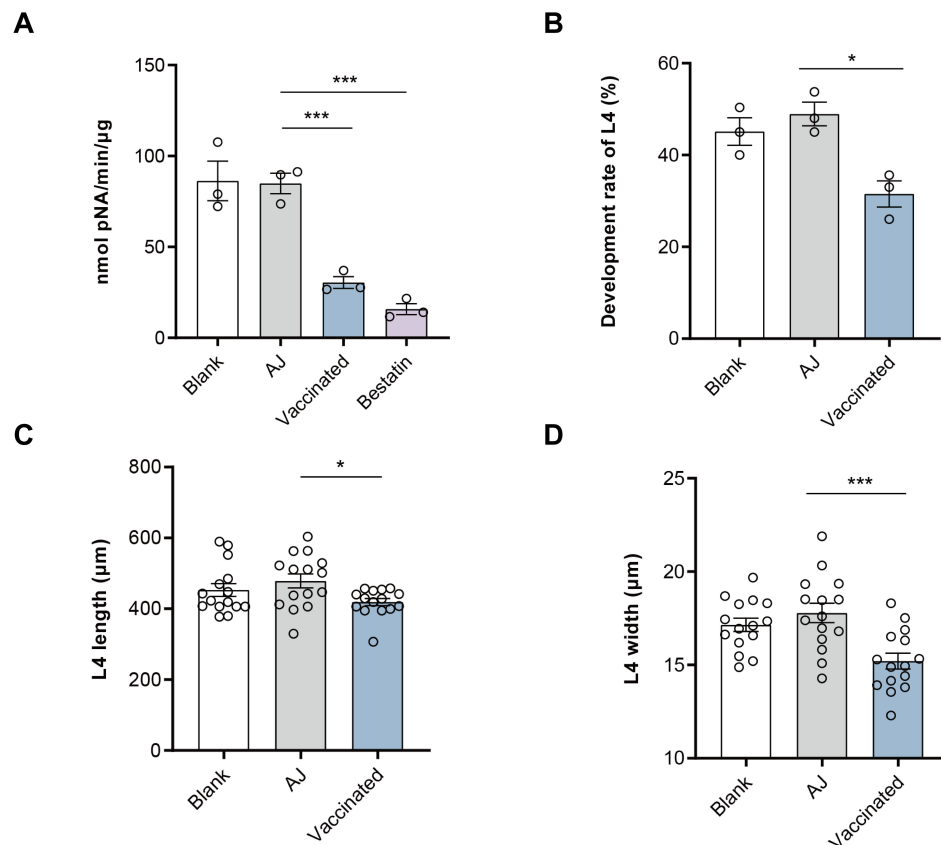 A
nmol pNA/min/µg
150
100
50
0
***
***
Blank
AJ
Vaccinated
Bestatin
B
Development rate of L4 (%)
60
40
20
0
*
Blank
AJ
Vaccinated
C
L4 length (µm)
800
600
400
200
0
*
Blank
AJ
Vaccinated
D
L4 width (µm)
25
20
15
10
***
Blank
AJ
Vaccinated